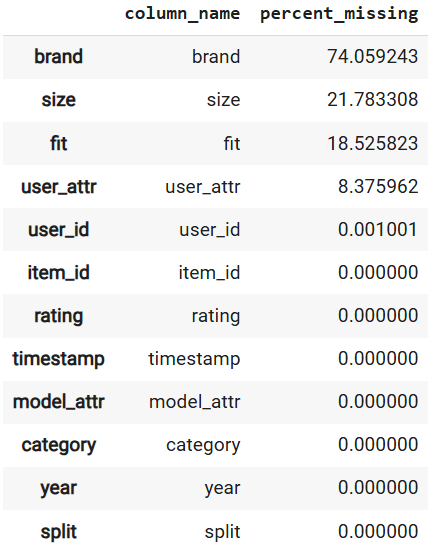 column_name percent_missing
brand brand 74.059243
size size 21.783308
fit fit 18.525823
user_attr user_attr 8.375962
user_id user_id 0.001001
item_id item_id 0.000000
rating rating 0.000000
timestamp timestamp 0.000000
model_attr model_attr 0.000000
category category 0.000000
year year 0.000000
split split 0.000000